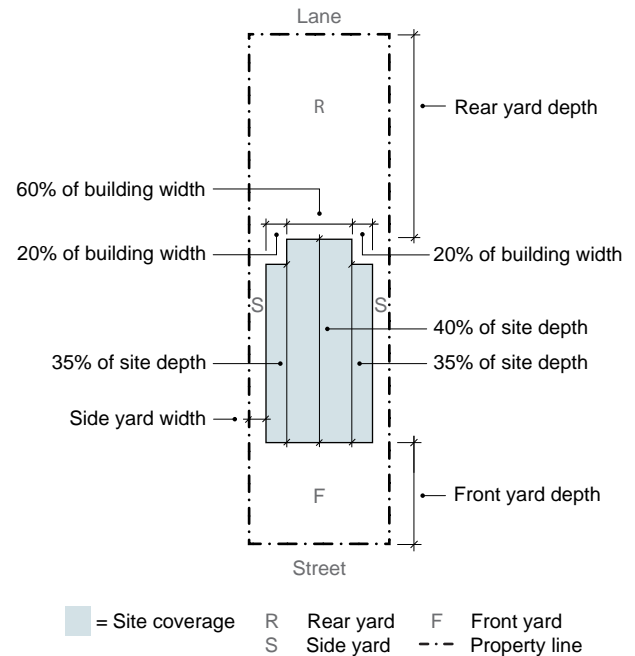 Lane
R
Rear yard depth
60% of building width
20% of building width
20% of building width
S
S
40% of site depth
35% of site depth
35% of site depth
Side yard width
F
Front yard depth
Street
= Site coverage R Rear yard F Front yard
S Side yard Property line